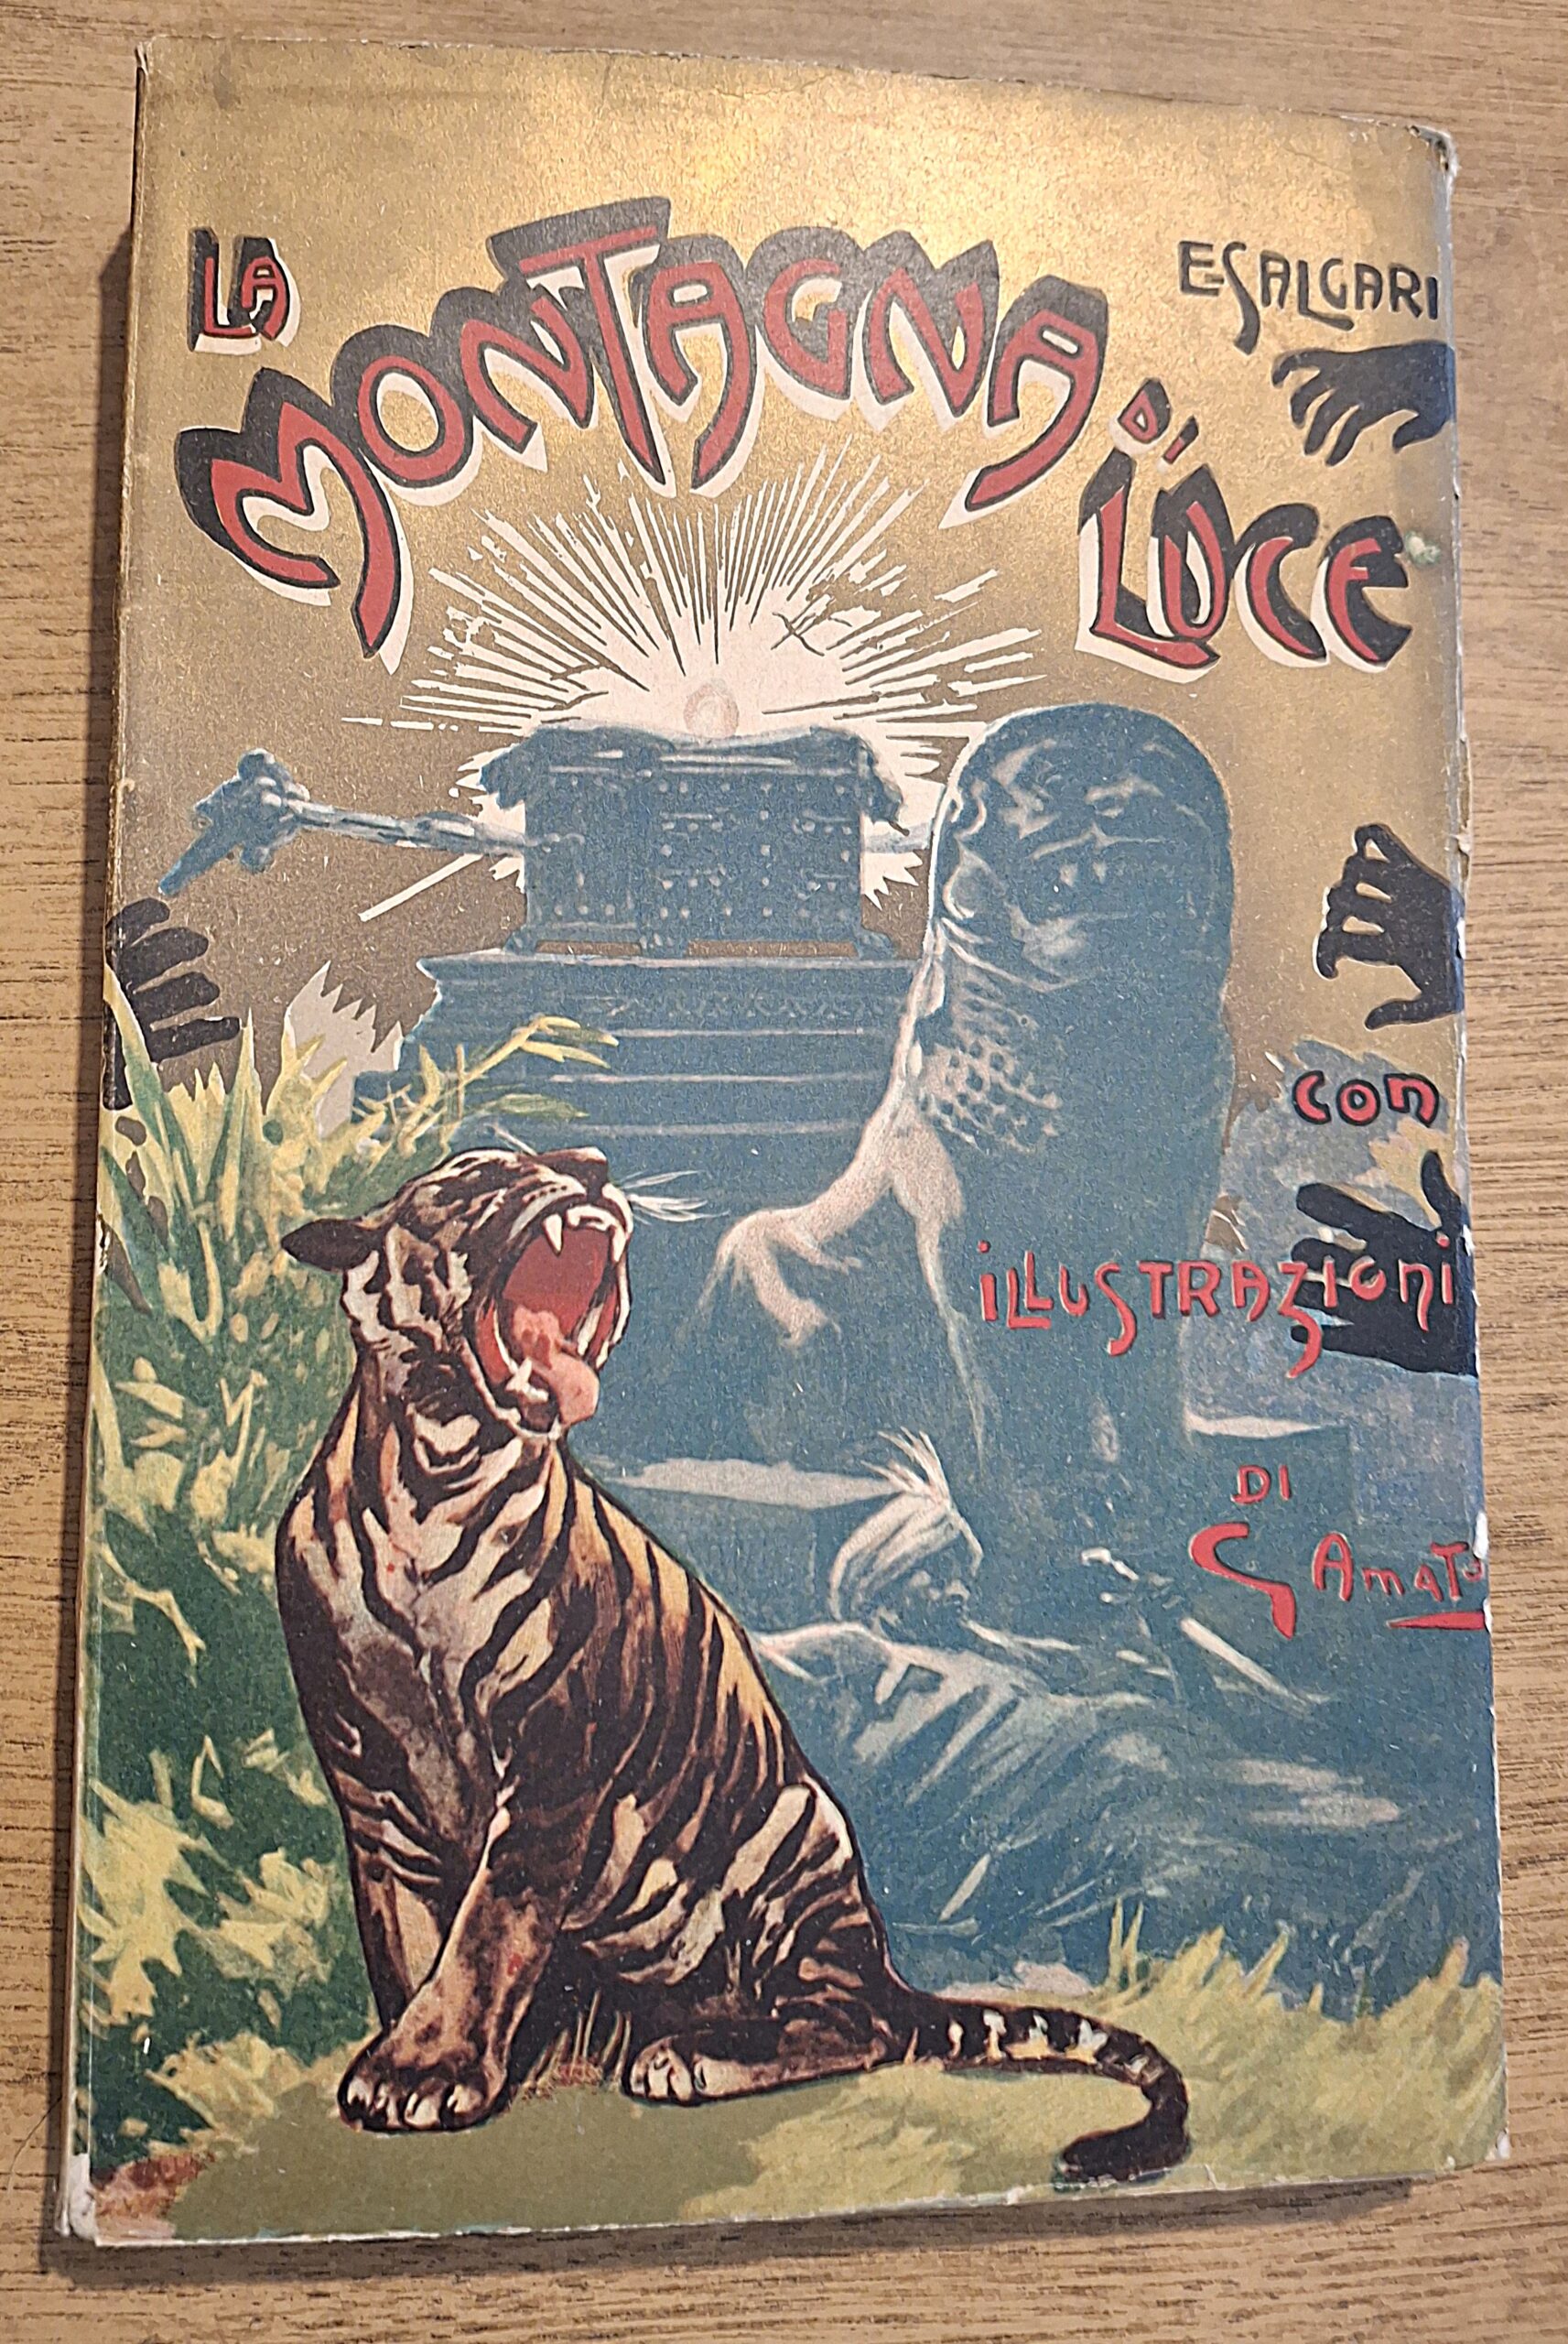 LA
MONTAGNA
DI
LUCE
E. SALGARI
CON
ILLUSTRAZIONI
DI
G AMATO